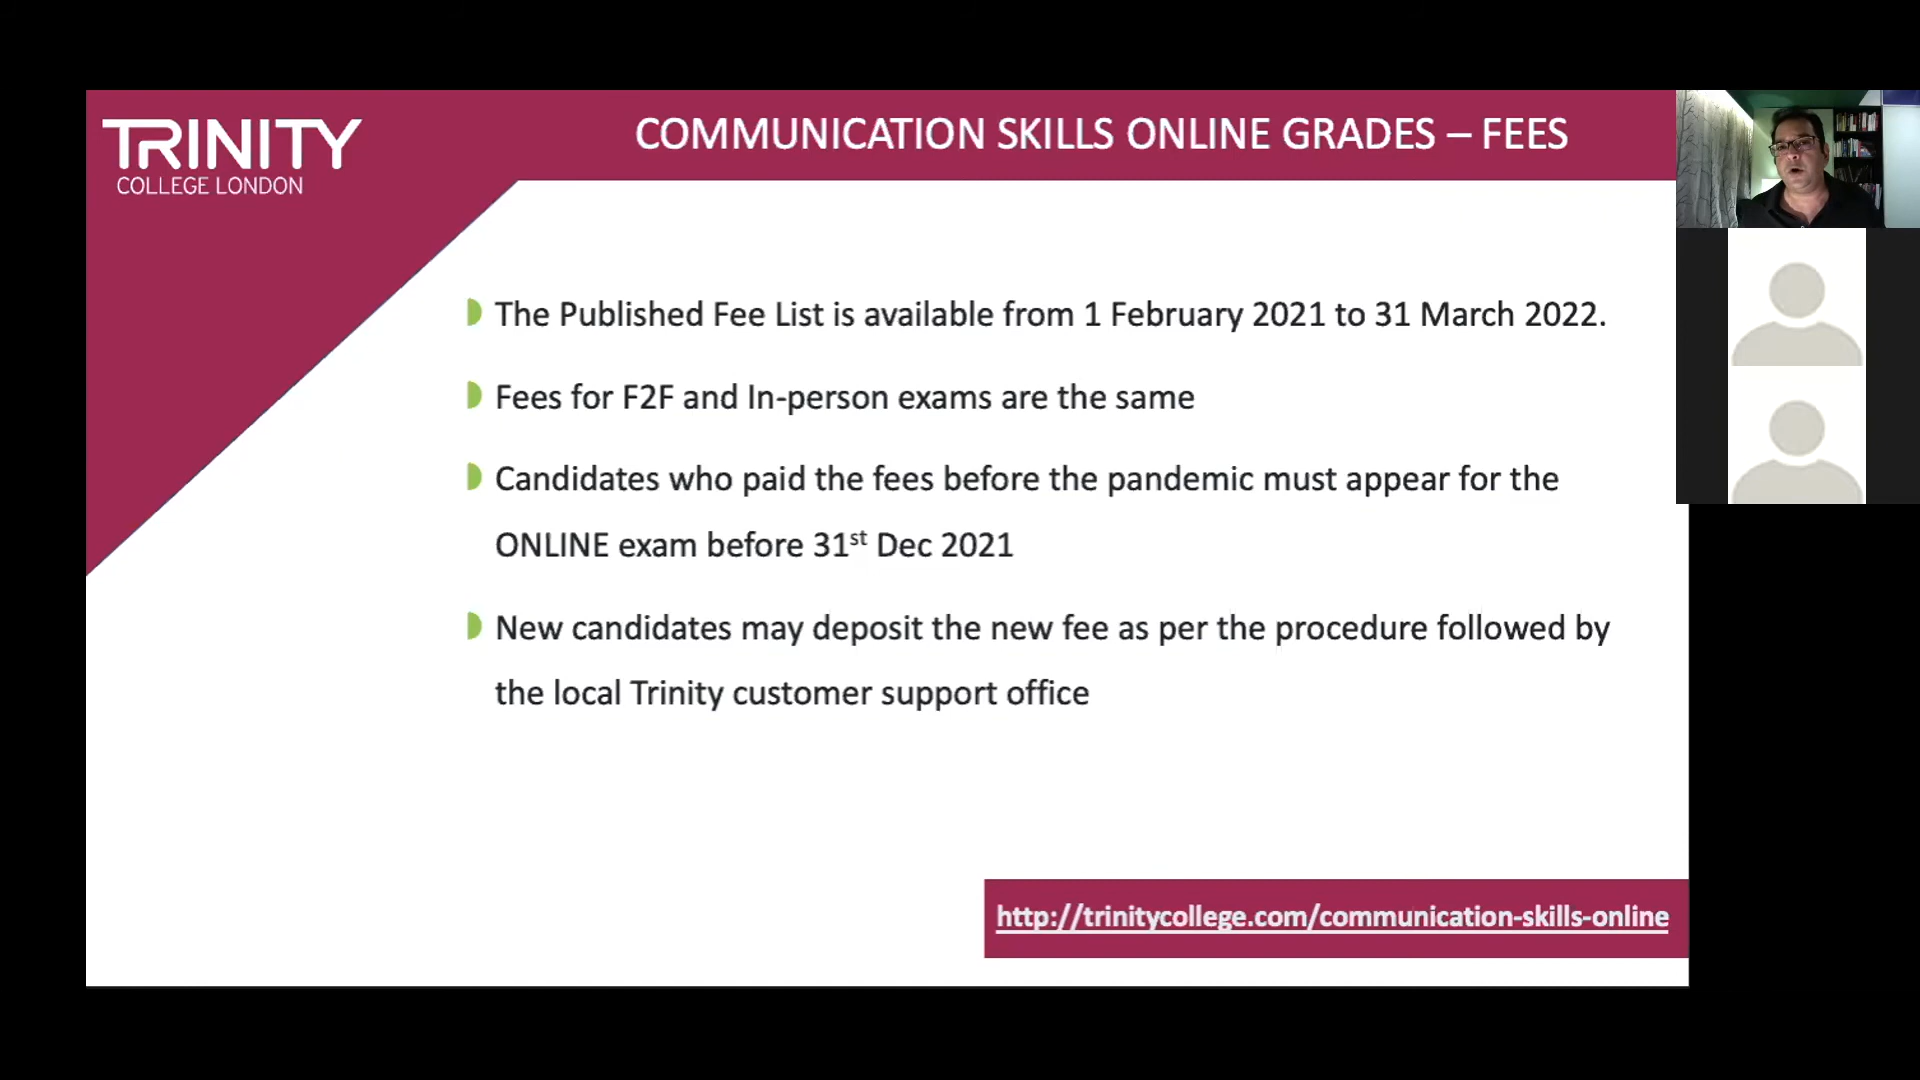 TRINITY
COLLEGE LONDON
COMMUNICATION SKILLS ONLINE GRADES – FEES
The Published Fee List is available from 1 February 2021 to 31 March 2022.
Fees for F2F and In-person exams are the same
Candidates who paid the fees before the pandemic must appear for the
ONLINE exam before 31st Dec 2021
New candidates may deposit the new fee as per the procedure followed by
the local Trinity customer support office
http://trinitycollege.com/communication-skills-online